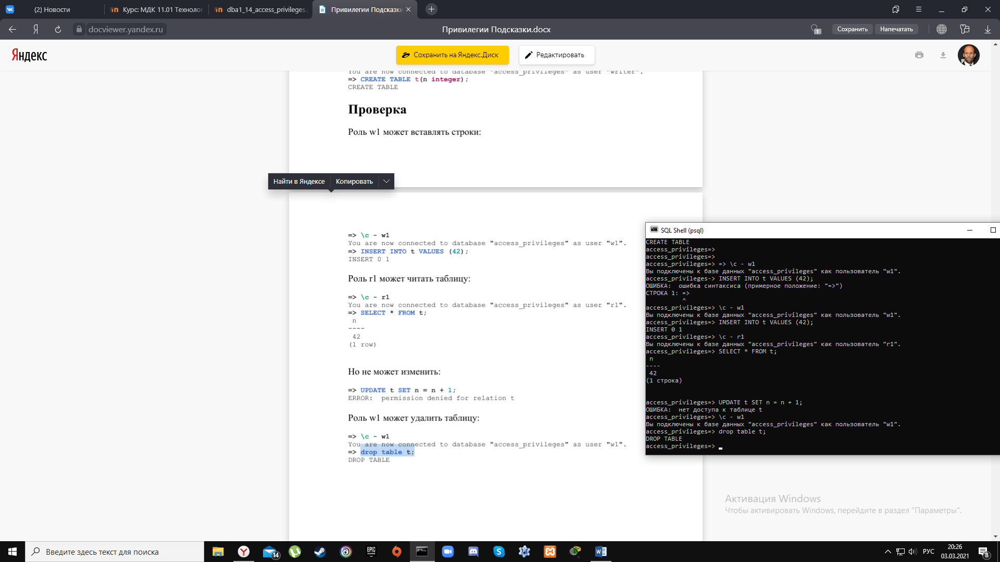 (2) Новости
Курс: МДК 11.01 Технолог
dba1_14_access_privileges.
Привилегии Подсказки
docviewer.yandex.ru
Привилегии Подсказки.docx
1
Сохранить
Напечатать
Яндекс
Сохранить на Яндекс.Диск
Редактировать
You are now connected to database "access_privileges" as user "writer".
=> CREATE TABLE t(n integer);
CREATE TABLE
Проверка
Роль w1 может вставлять строки:
Найти в Яндексе
Копировать
=> \c - w1
You are now connected to database "access_privileges" as user "w1".
=> INSERT INTO t VALUES (42);
INSERT 0 1
Роль r1 может читать таблицу:
=> \c - r1
You are now connected to database "access_privileges" as user "r1".
=> SELECT * FROM t;
n
----
42
(1 row)
Но не может изменить:
=> UPDATE t SET n = n + 1;
ERROR:  permission denied for relation t
Роль w1 может удалить таблицу:
=> \c - w1
You are now connected to database "access_privileges" as user "w1".
=> drop table t;
DROP TABLE
SQL Shell (psql)
CREATE TABLE
access_privileges=>
access_privileges=>
access_privileges=> => \c - w1
Вы подключены к базе данных "access_privileges" как пользователь "w1".
access_privileges-> INSERT INTO t VALUES (42);
ОШИБКА:  ошибка синтаксиса (примерное положение: "=>")
СТРОКА 1: =>
^
access_privileges=> \c - w1
Вы подключены к базе данных "access_privileges" как пользователь "w1".
access_privileges=> INSERT INTO t VALUES (42);
INSERT 0 1
access_privileges=> \c - r1
Вы подключены к базе данных "access_privileges" как пользователь "r1".
access_privileges=> SELECT * FROM t;
n
----
42
(1 строка)
access_privileges=> UPDATE t SET n = n + 1;
ОШИБКА:  нет доступа к таблице t
access_privileges=> \c - w1
Вы подключены к базе данных "access_privileges" как пользователь "w1".
access_privileges=> drop table t;
DROP TABLE
access_privileges=>
Активация Windows
Чтобы активировать Windows, перейдите в раздел "Параметры".
Введите здесь текст для поиска
14
EPIC GAMES
РУС
20:26
03.03.2021
8